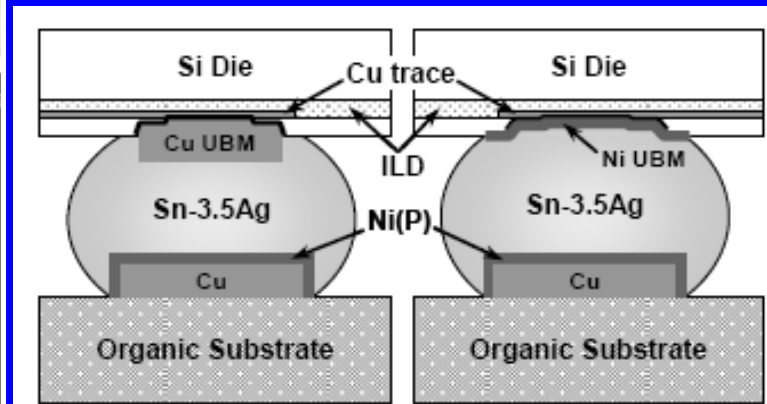 Si Die
Si Die
Cu trace
Cu UBM
ILD
Ni UBM
Sn-3.5Ag
Sn-3.5Ag
Ni(P)
Cu
Cu
Organic Substrate
Organic Substrate